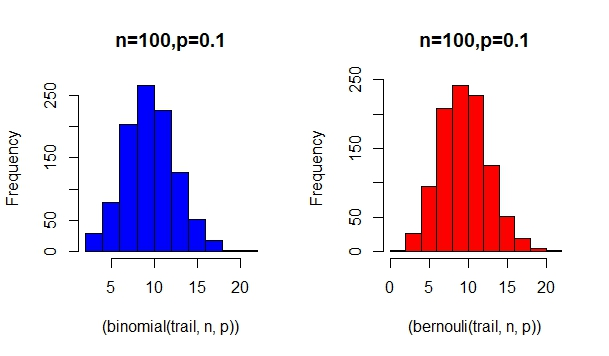 n=100,p=0.1
Frequency
250
150
50
0
5 10 15 20
(binomial(trail, n, p))
n=100,p=0.1
Frequency
250
150
50
0
0 5 10 15 20
(bernouli(trail, n, p))